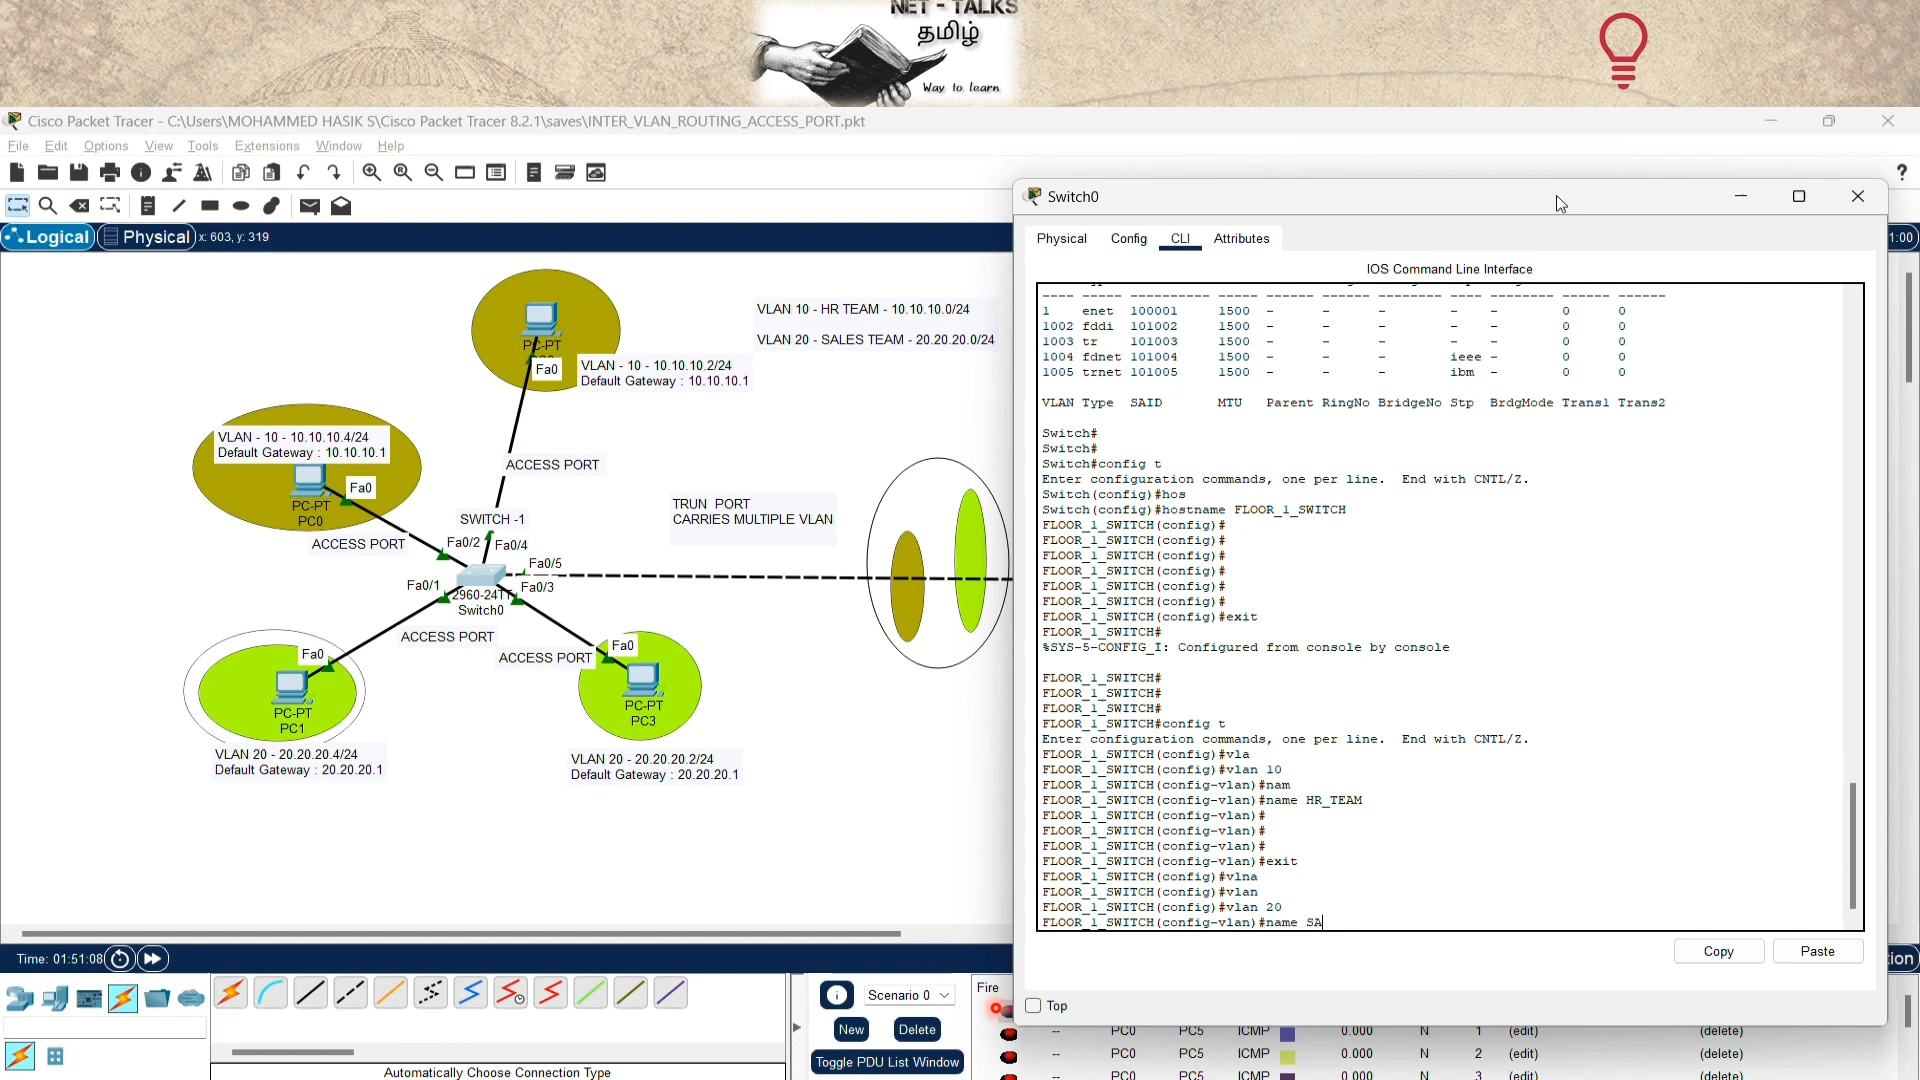 NET - TALKS
தமிழ்
Way to learn
Cisco Packet Tracer - C:\Users\MOHAMMED HASIK S\Cisco Packet Tracer 8.2.1\saves\INTER_VLAN_ROUTING_ACCESS_PORT.pkt
File Edit Options View Tools Extensions Window Help
Logical Physical x: 603, y: 319
1:00
VLAN 10 - HR TEAM - 10.10.10.0/24
VLAN 20 - SALES TEAM - 20.20.20.0/24
PC-PT
Fa0
VLAN - 10 - 10.10.10.2/24
Default Gateway : 10.10.10.1
VLAN - 10 - 10.10.10.4/24
Default Gateway : 10.10.10.1
Fa0
PC-PT
PC0
ACCESS PORT
ACCESS PORT
TRUN PORT
CARRIES MULTIPLE VLAN
SWITCH -1
Fa0/2
Fa0/4
Fa0/5
Fa0/1
Fa0/3
2960-24TT
Switch0
ACCESS PORT
ACCESS PORT
Fa0
PC-PT
PC1
VLAN 20 - 20.20.20.4/24
Default Gateway : 20.20.20.1
Fa0
PC-PT
PC3
VLAN 20 - 20.20.20.2/24
Default Gateway : 20.20.20.1
Switch0
Physical Config CLI Attributes
IOS Command Line Interface
---- ----- ---------- ----- ------ ------ -------- ---- -------- ------ ------
1 enet 100001 1500 - - - - - 0 0
1002 fddi 101002 1500 - - - - - 0 0
1003 tr 101003 1500 - - - - - 0 0
1004 fdnet 101004 1500 - - - ieee - 0 0
1005 trnet 101005 1500 - - - ibm - 0 0
VLAN Type SAID MTU Parent RingNo BridgeNo Stp BrdgMode Trans1 Trans2
Switch#
Switch#
Switch#config t
Enter configuration commands, one per line. End with CNTL/Z.
Switch(config)#hos
Switch(config)#hostname FLOOR_1_SWITCH
FLOOR_1_SWITCH(config)#
FLOOR_1_SWITCH(config)#
FLOOR_1_SWITCH(config)#
FLOOR_1_SWITCH(config)#
FLOOR_1_SWITCH(config)#
FLOOR_1_SWITCH(config)#
FLOOR_1_SWITCH(config)#exit
FLOOR_1_SWITCH#
%SYS-5-CONFIG_I: Configured from console by console
FLOOR_1_SWITCH#
FLOOR_1_SWITCH#
FLOOR_1_SWITCH#
FLOOR_1_SWITCH#config t
Enter configuration commands, one per line. End with CNTL/Z.
FLOOR_1_SWITCH(config)#vla
FLOOR_1_SWITCH(config)#vlan 10
FLOOR_1_SWITCH(config-vlan)#nam
FLOOR_1_SWITCH(config-vlan)#name HR_TEAM
FLOOR_1_SWITCH(config-vlan)#
FLOOR_1_SWITCH(config-vlan)#
FLOOR_1_SWITCH(config-vlan)#
FLOOR_1_SWITCH(config-vlan)#exit
FLOOR_1_SWITCH(config)#vlna
FLOOR_1_SWITCH(config)#vlan
FLOOR_1_SWITCH(config)#vlan 20
FLOOR_1_SWITCH(config-vlan)#name SA
Copy Paste
Top
Time: 01:51:08
Scenario 0
New Delete
Toggle PDU List Window
Automatically Choose Connection Type
Fire
-- PC0 PC5 ICMP 0.000 N 1 (edit) (delete)
-- PC0 PC5 ICMP 0.000 N 2 (edit) (delete)
-- PC0 PC5 ICMP 0.000 N 3 (edit) (delete)